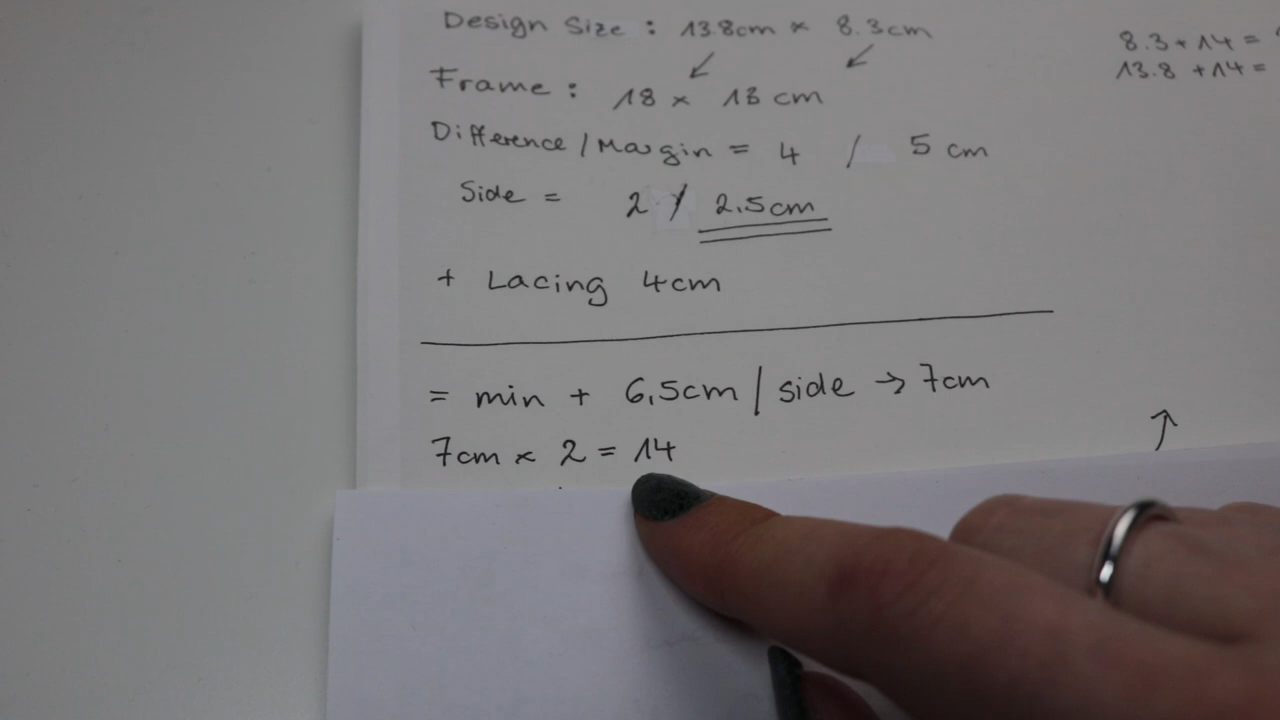 Design Size : 13.8cm × 8.3cm
↙ ↙
Frame : 18 × 13 cm
Difference / Margin = 4 / 5 cm
Side = 2 / 2.5cm
+ Lacing 4cm
= min + 6,5cm / side → 7cm
7cm × 2 = 14
8.3 + 14 =
13.8 + 14 =
↑